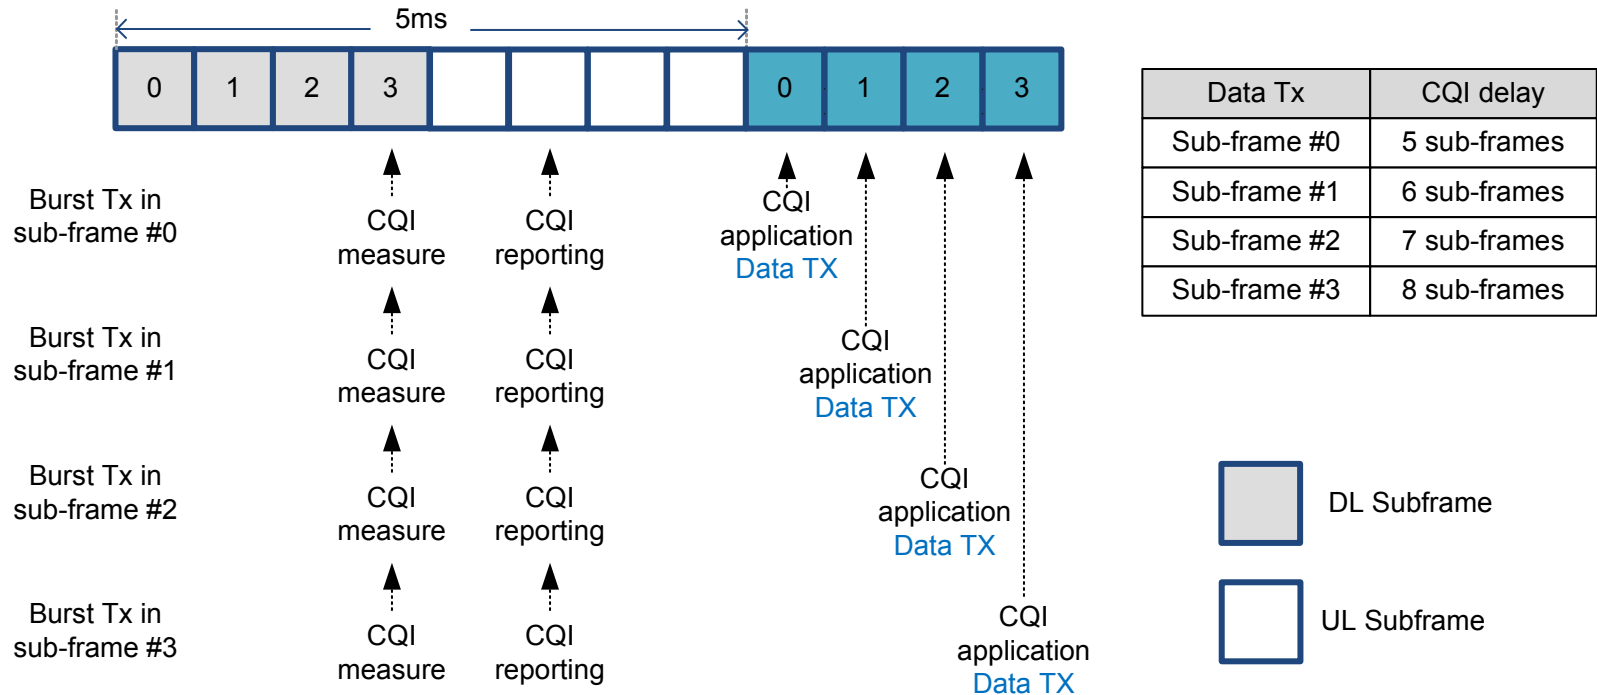 5ms
0 1 2 3 0 1 2 3
Data Tx CQI delay
Sub-frame #0 5 sub-frames
Sub-frame #1 6 sub-frames
Sub-frame #2 7 sub-frames
Sub-frame #3 8 sub-frames
Burst Tx in
sub-frame #0
CQI
measure
CQI
reporting
CQI
application
Data TX
Burst Tx in
sub-frame #1
CQI
measure
CQI
reporting
CQI
application
Data TX
Burst Tx in
sub-frame #2
CQI
measure
CQI
reporting
CQI
application
Data TX
Burst Tx in
sub-frame #3
CQI
measure
CQI
reporting
CQI
application
Data TX
DL Subframe
UL Subframe